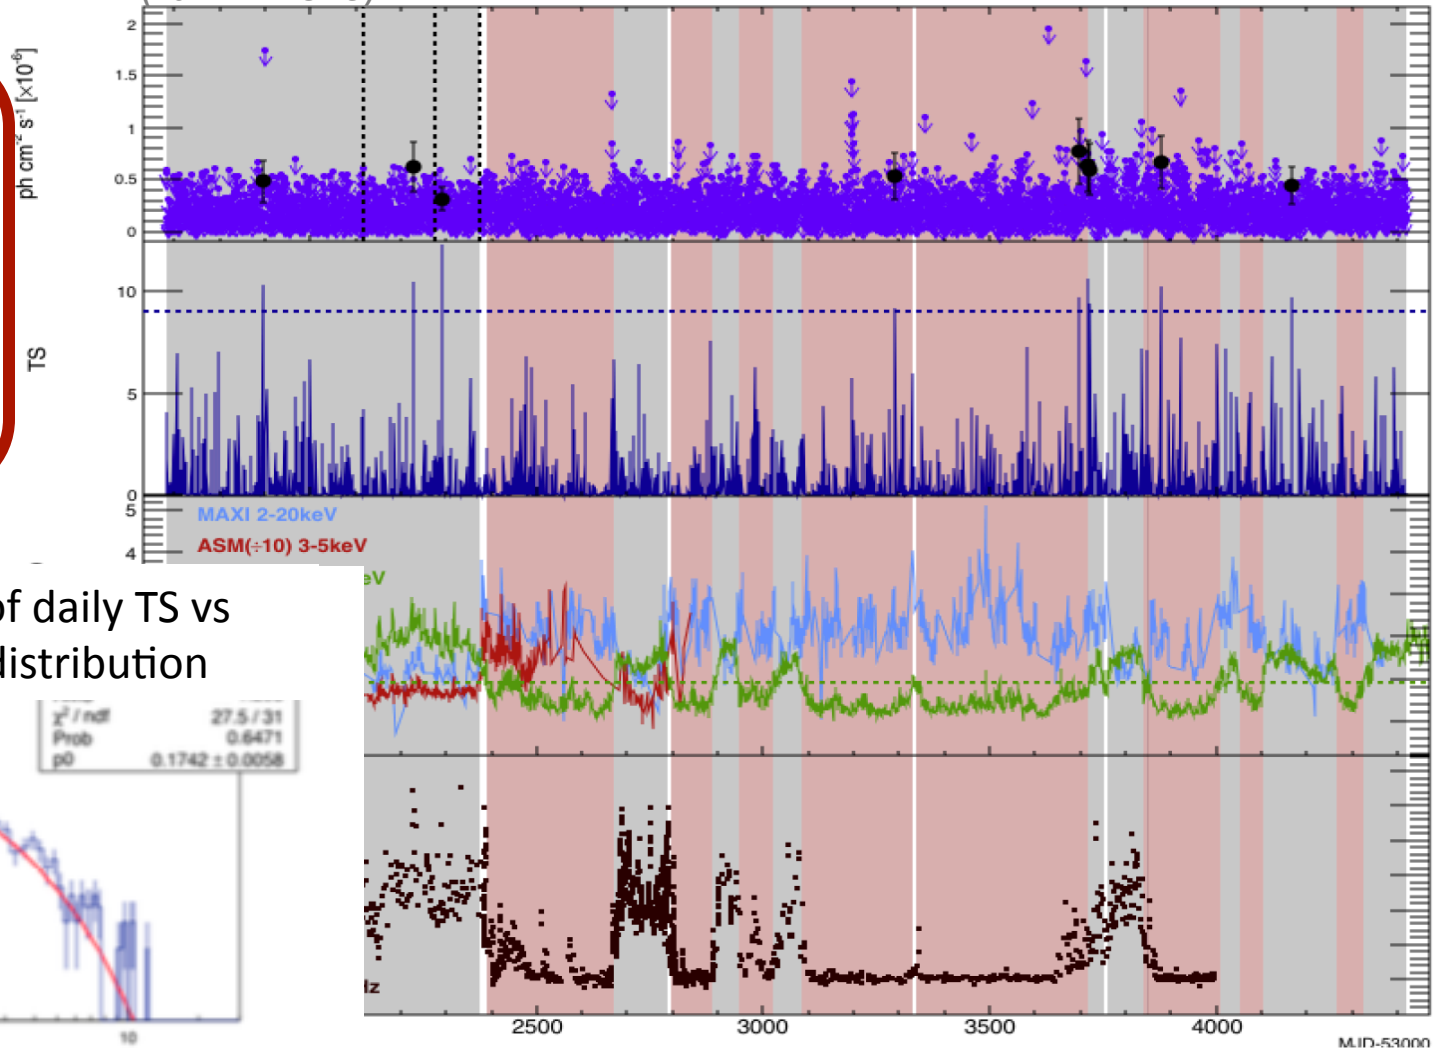 2
1.5
1
0.5
0
ph cm⁻² s⁻¹ [×10⁻⁶]
10
5
0
TS
5
4
MAXI 2-20keV
ASM(÷10) 3-5keV
eV
of daily TS vs
distribution
χ² / ndf 27.5 / 31
Prob 0.6471
p0 0.1742 ± 0.0058
10
Hz
2500 3000 3500 4000
MJD-53000